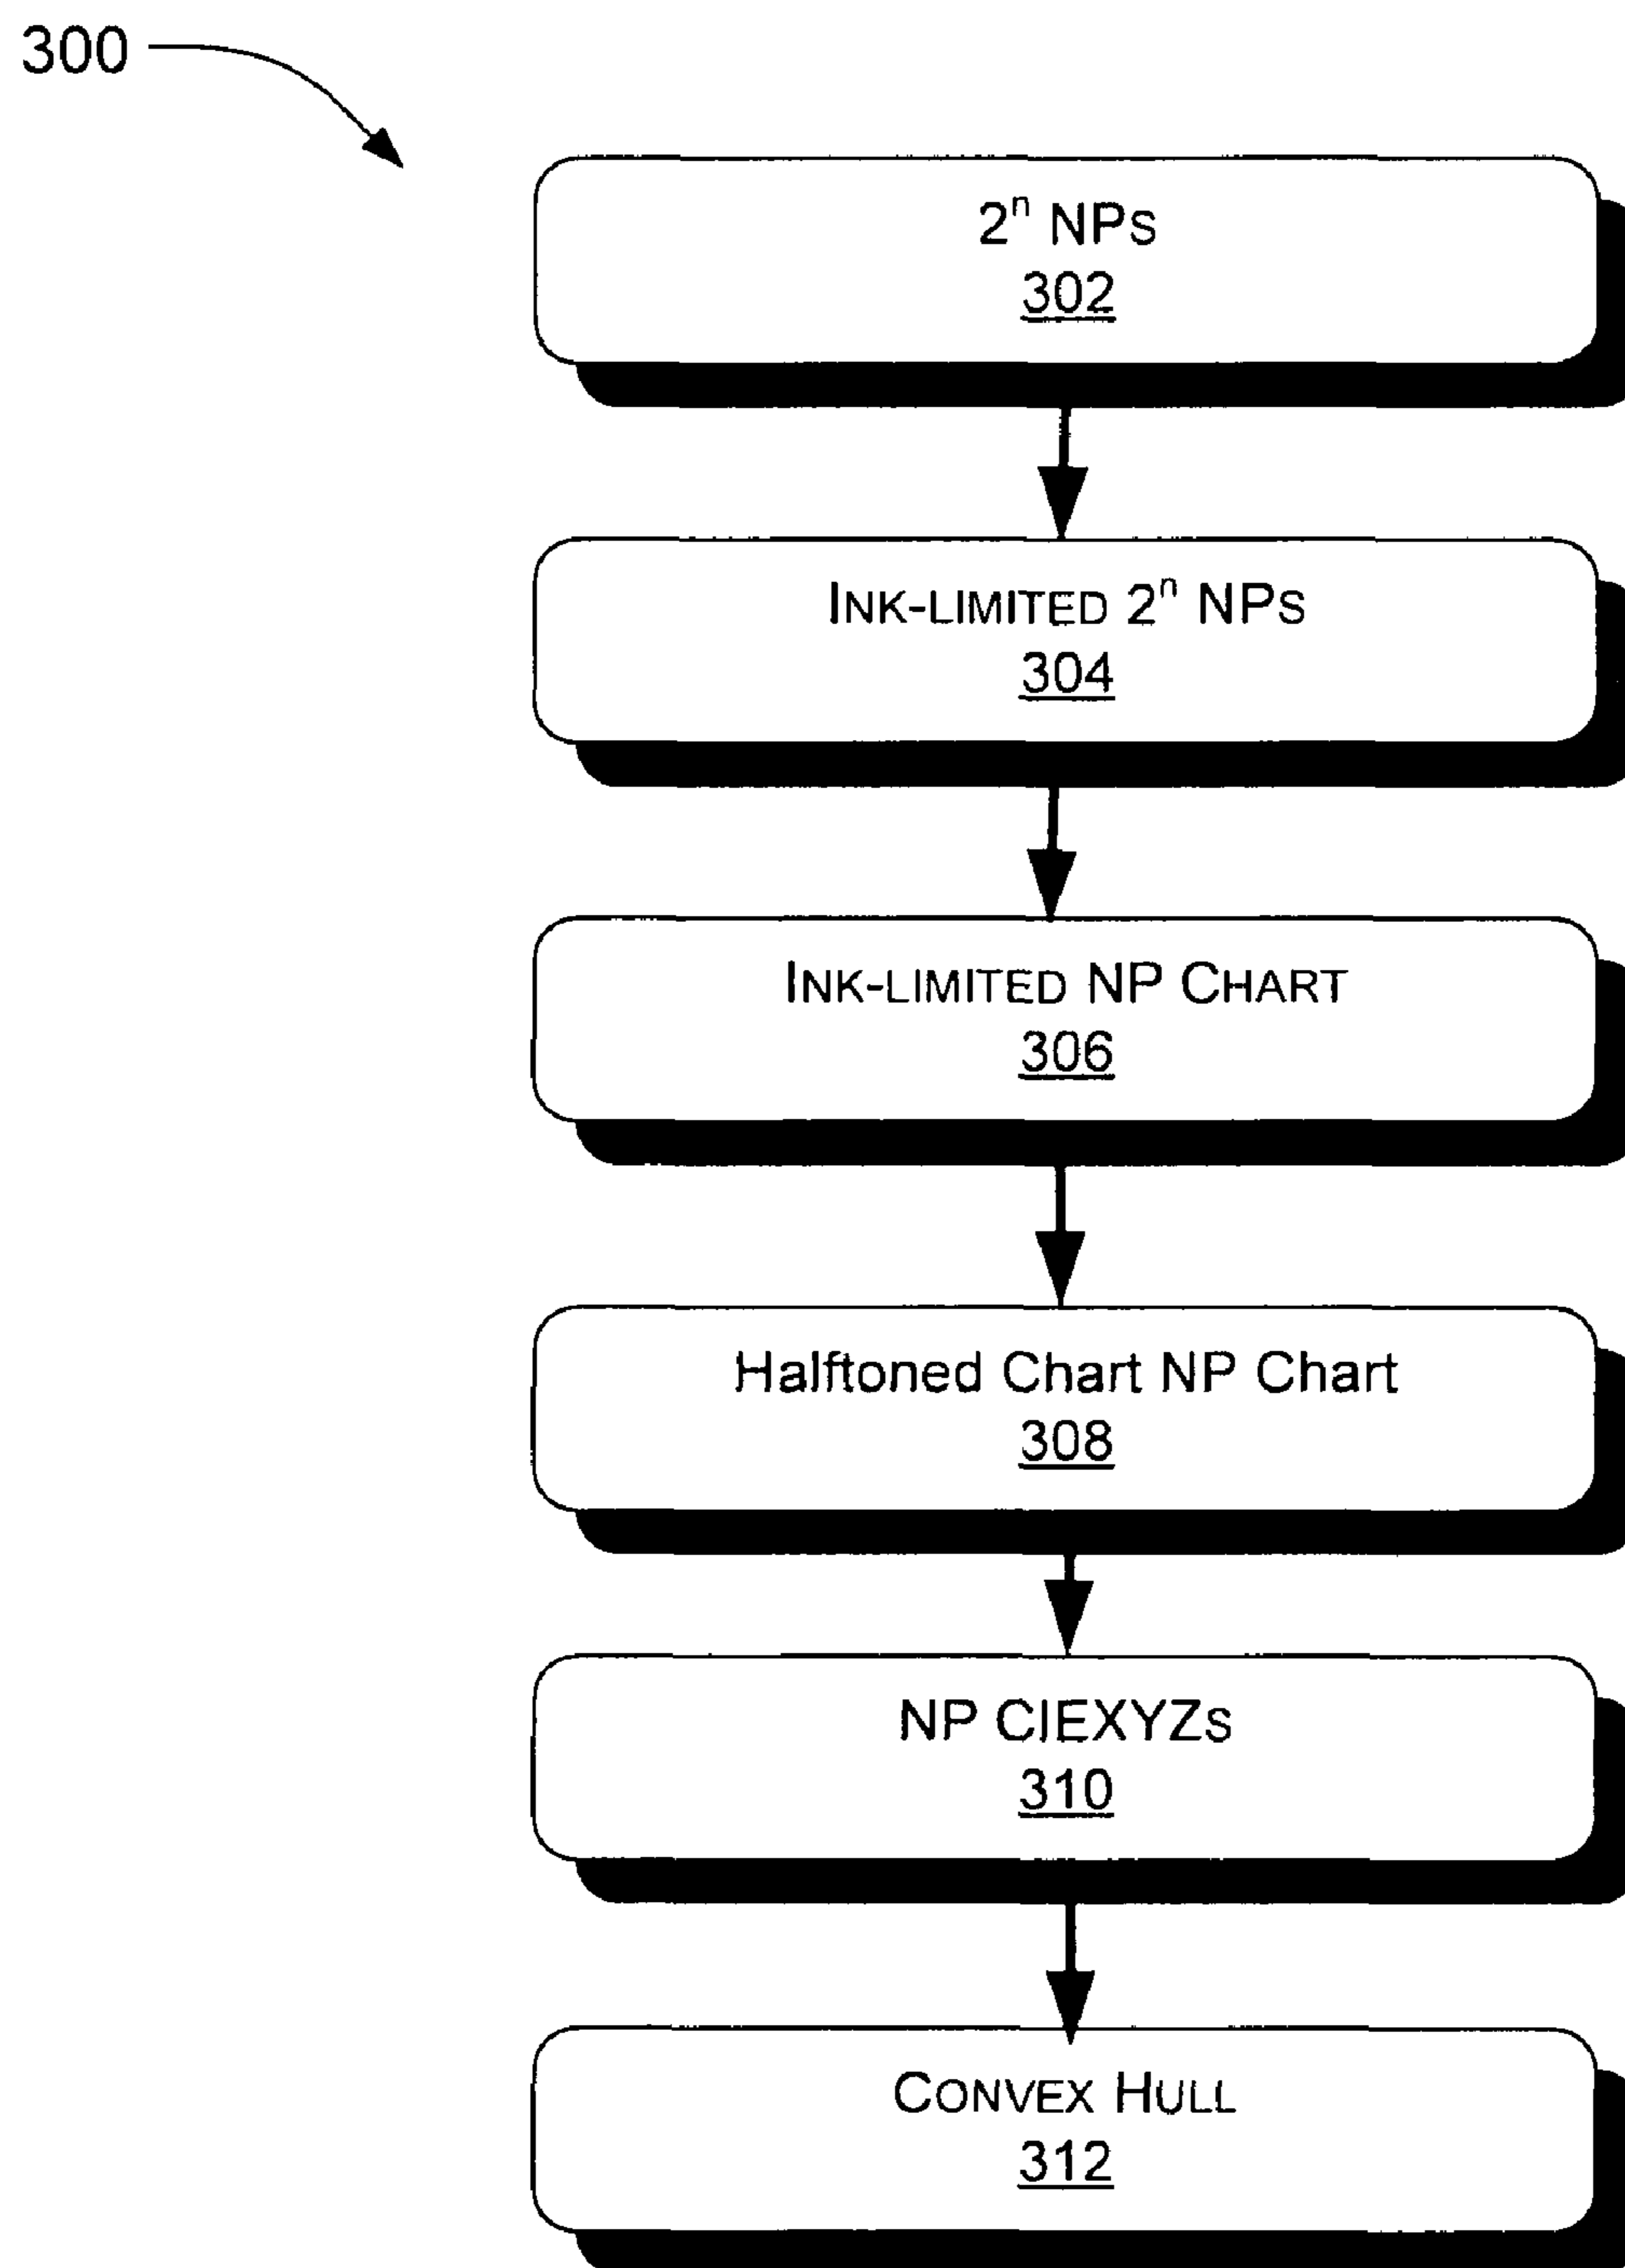 300
2ⁿ NPs
302
INK-LIMITED 2ⁿ NPs
304
INK-LIMITED NP CHART
306
Halftoned Chart NP Chart
308
NP CIEXYZs
310
CONVEX HULL
312